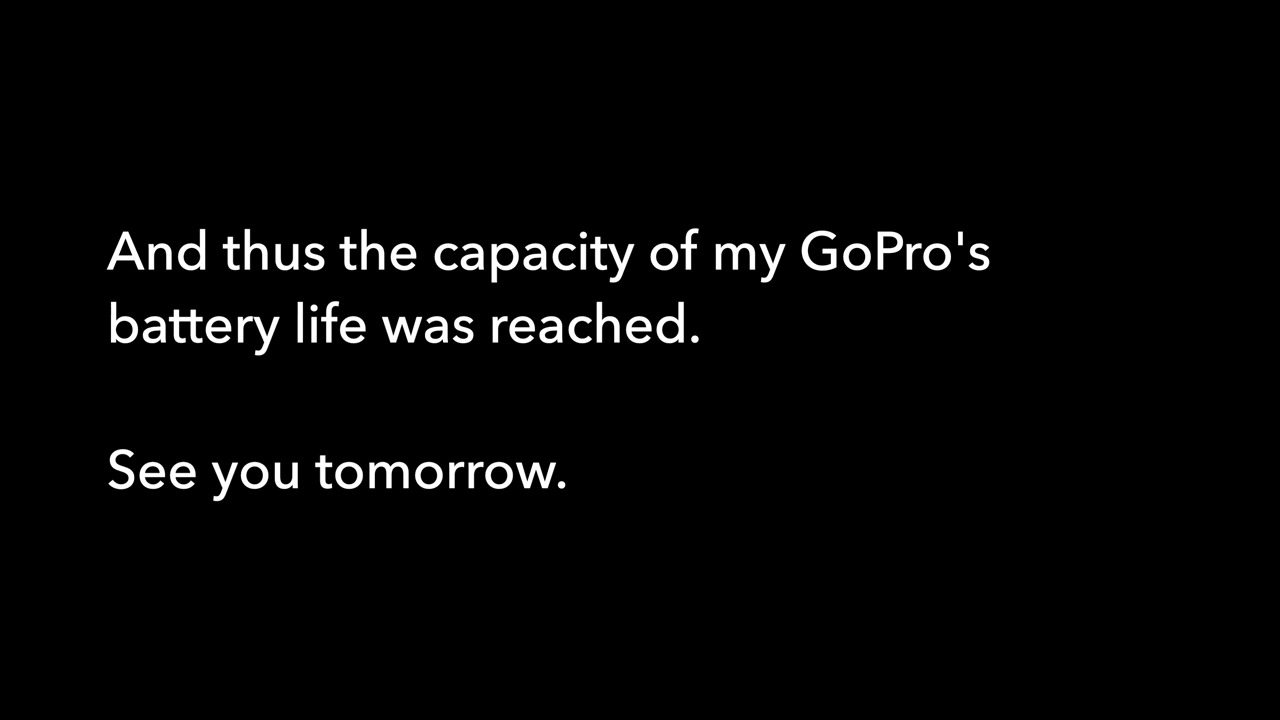 And thus the capacity of my GoPro's
battery life was reached.
See you tomorrow.